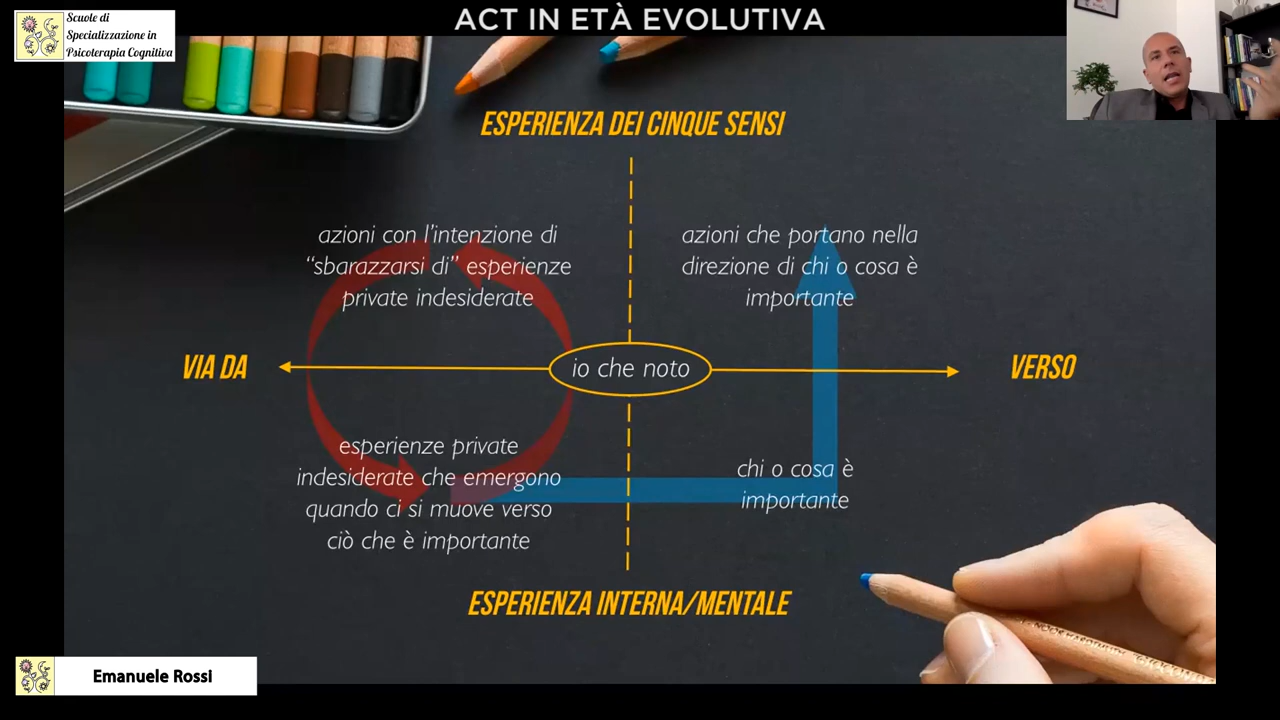 ACT IN ETÀ EVOLUTIVA
Scuole di
Specializzazione in
Psicoterapia Cognitiva
ESPERIENZA DEI CINQUE SENSI
azioni con l'intenzione di
“sbarazzarsi di” esperienze
private indesiderate
azioni che portano nella
direzione di chi o cosa è
importante
VIA DA
io che noto
VERSO
esperienze private
indesiderate che emergono
quando ci si muove verso
ciò che è importante
chi o cosa è
importante
ESPERIENZA INTERNA/MENTALE
Emanuele Rossi